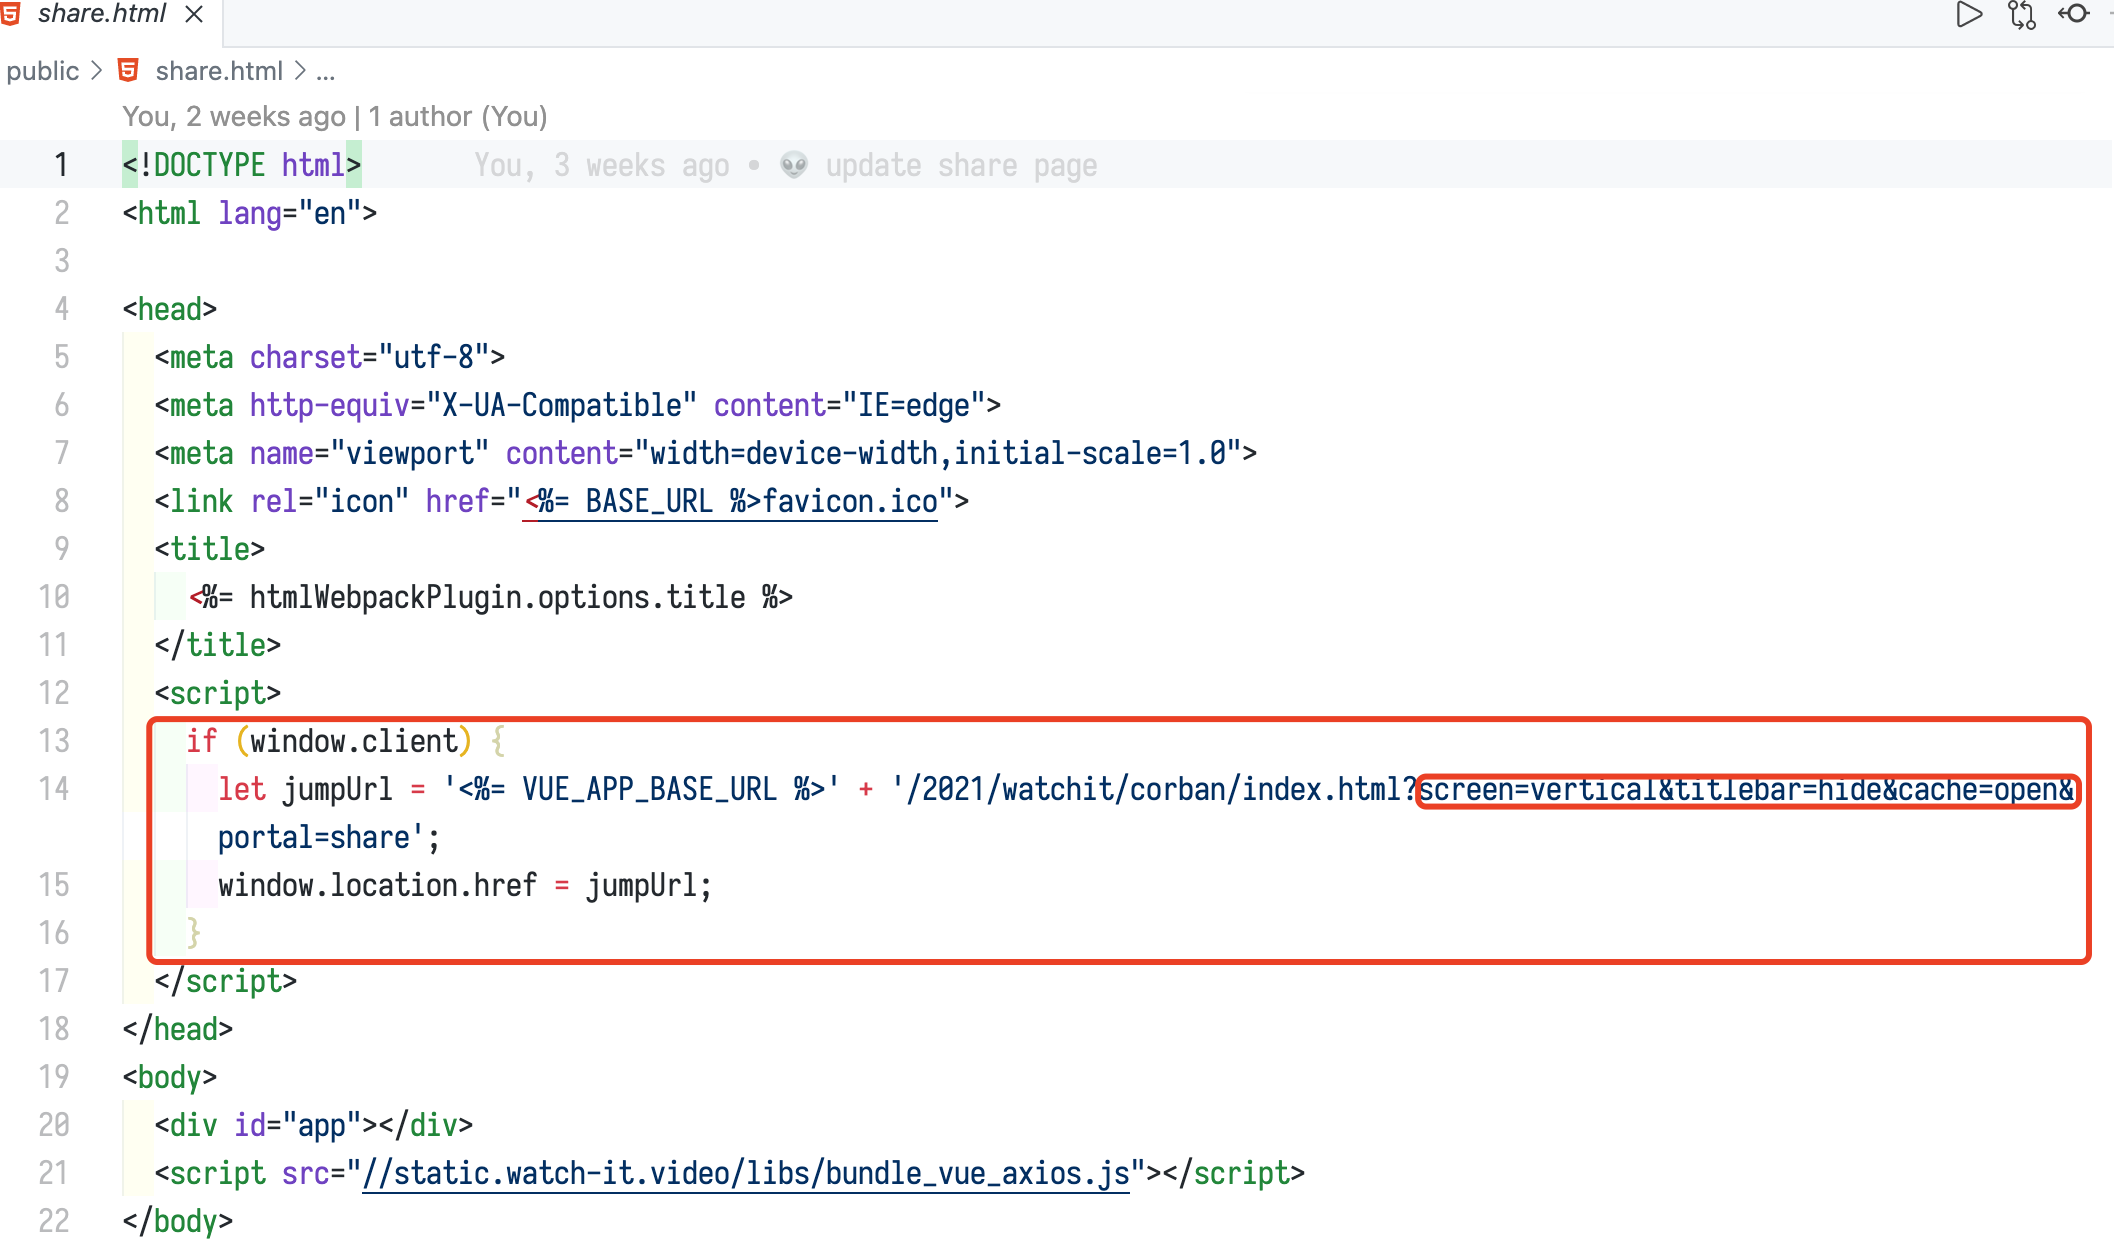 share.html
public > share.html > ...
You, 2 weeks ago | 1 author (You)
1 <!DOCTYPE html> You, 3 weeks ago • 👽 update share page
2 <html lang="en">
3
4 <head>
5 <meta charset="utf-8">
6 <meta http-equiv="X-UA-Compatible" content="IE=edge">
7 <meta name="viewport" content="width=device-width,initial-scale=1.0">
8 <link rel="icon" href="<%= BASE_URL %>favicon.ico">
9 <title>
10 <%= htmlWebpackPlugin.options.title %>
11 </title>
12 <script>
13 if (window.client) {
14 let jumpUrl = '<%= VUE_APP_BASE_URL %>' + '/2021/watchit/corban/index.html?screen=vertical&titlebar=hide&cache=open&
portal=share';
15 window.location.href = jumpUrl;
16 }
17 </script>
18 </head>
19 <body>
20 <div id="app"></div>
21 <script src="//static.watch-it.video/libs/bundle_vue_axios.js"></script>
22 </body>